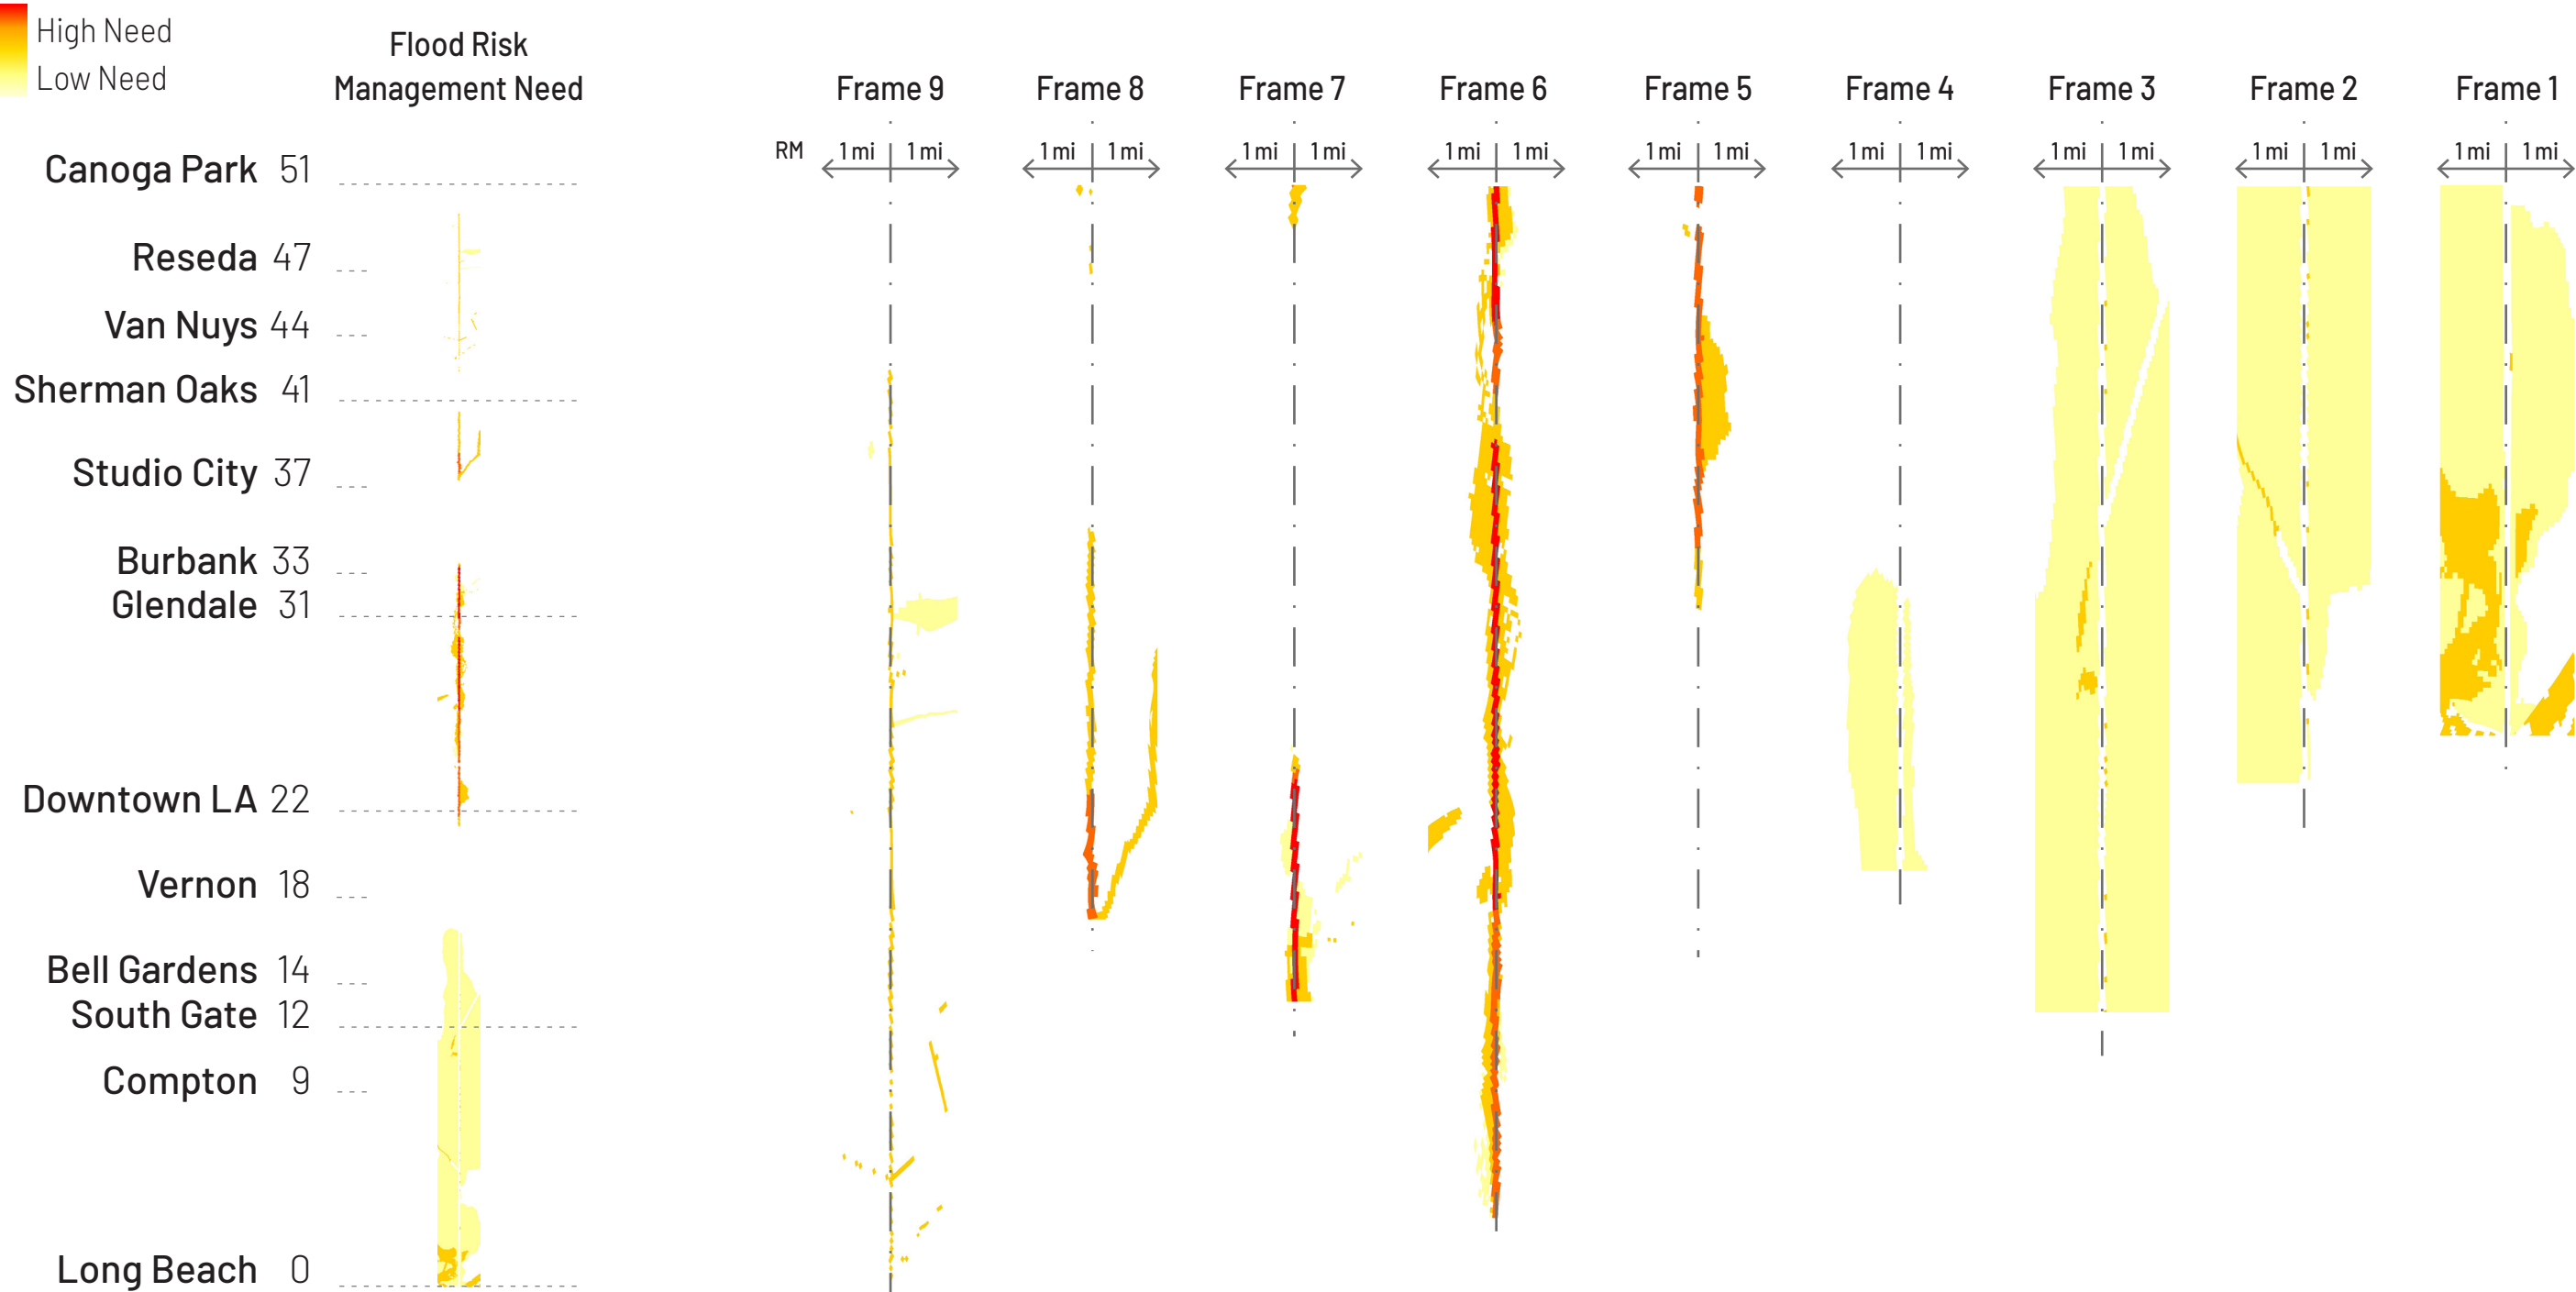 High Need
Low Need
Flood Risk
Management Need
Frame 9
Frame 8
Frame 7
Frame 6
Frame 5
Frame 4
Frame 3
Frame 2
Frame 1
RM
1 mi 1 mi
1 mi 1 mi
1 mi 1 mi
1 mi 1 mi
1 mi 1 mi
1 mi 1 mi
1 mi 1 mi
1 mi 1 mi
1 mi 1 mi
Canoga Park 51
Reseda 47
Van Nuys 44
Sherman Oaks 41
Studio City 37
Burbank 33
Glendale 31
Downtown LA 22
Vernon 18
Bell Gardens 14
South Gate 12
Compton 9
Long Beach 0